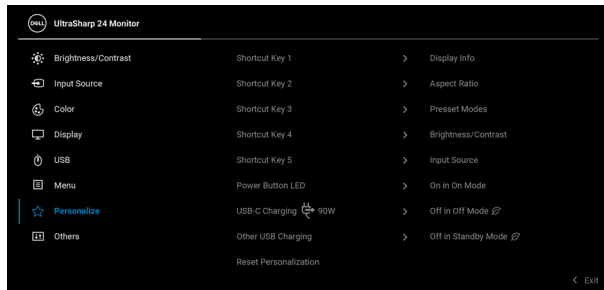 DELL UltraSharp 24 Monitor
Brightness/Contrast Shortcut Key 1 > Display Info
Input Source Shortcut Key 2 > Aspect Ratio
Color Shortcut Key 3 > Presset Modes
Display Shortcut Key 4 > Brightness/Contrast
USB Shortcut Key 5 > Input Source
Menu Power Button LED > On in On Mode
Personalize USB-C Charging 90W > Off in Off Mode
Others Other USB Charging > Off in Standby Mode
Reset Personalization
< Exit